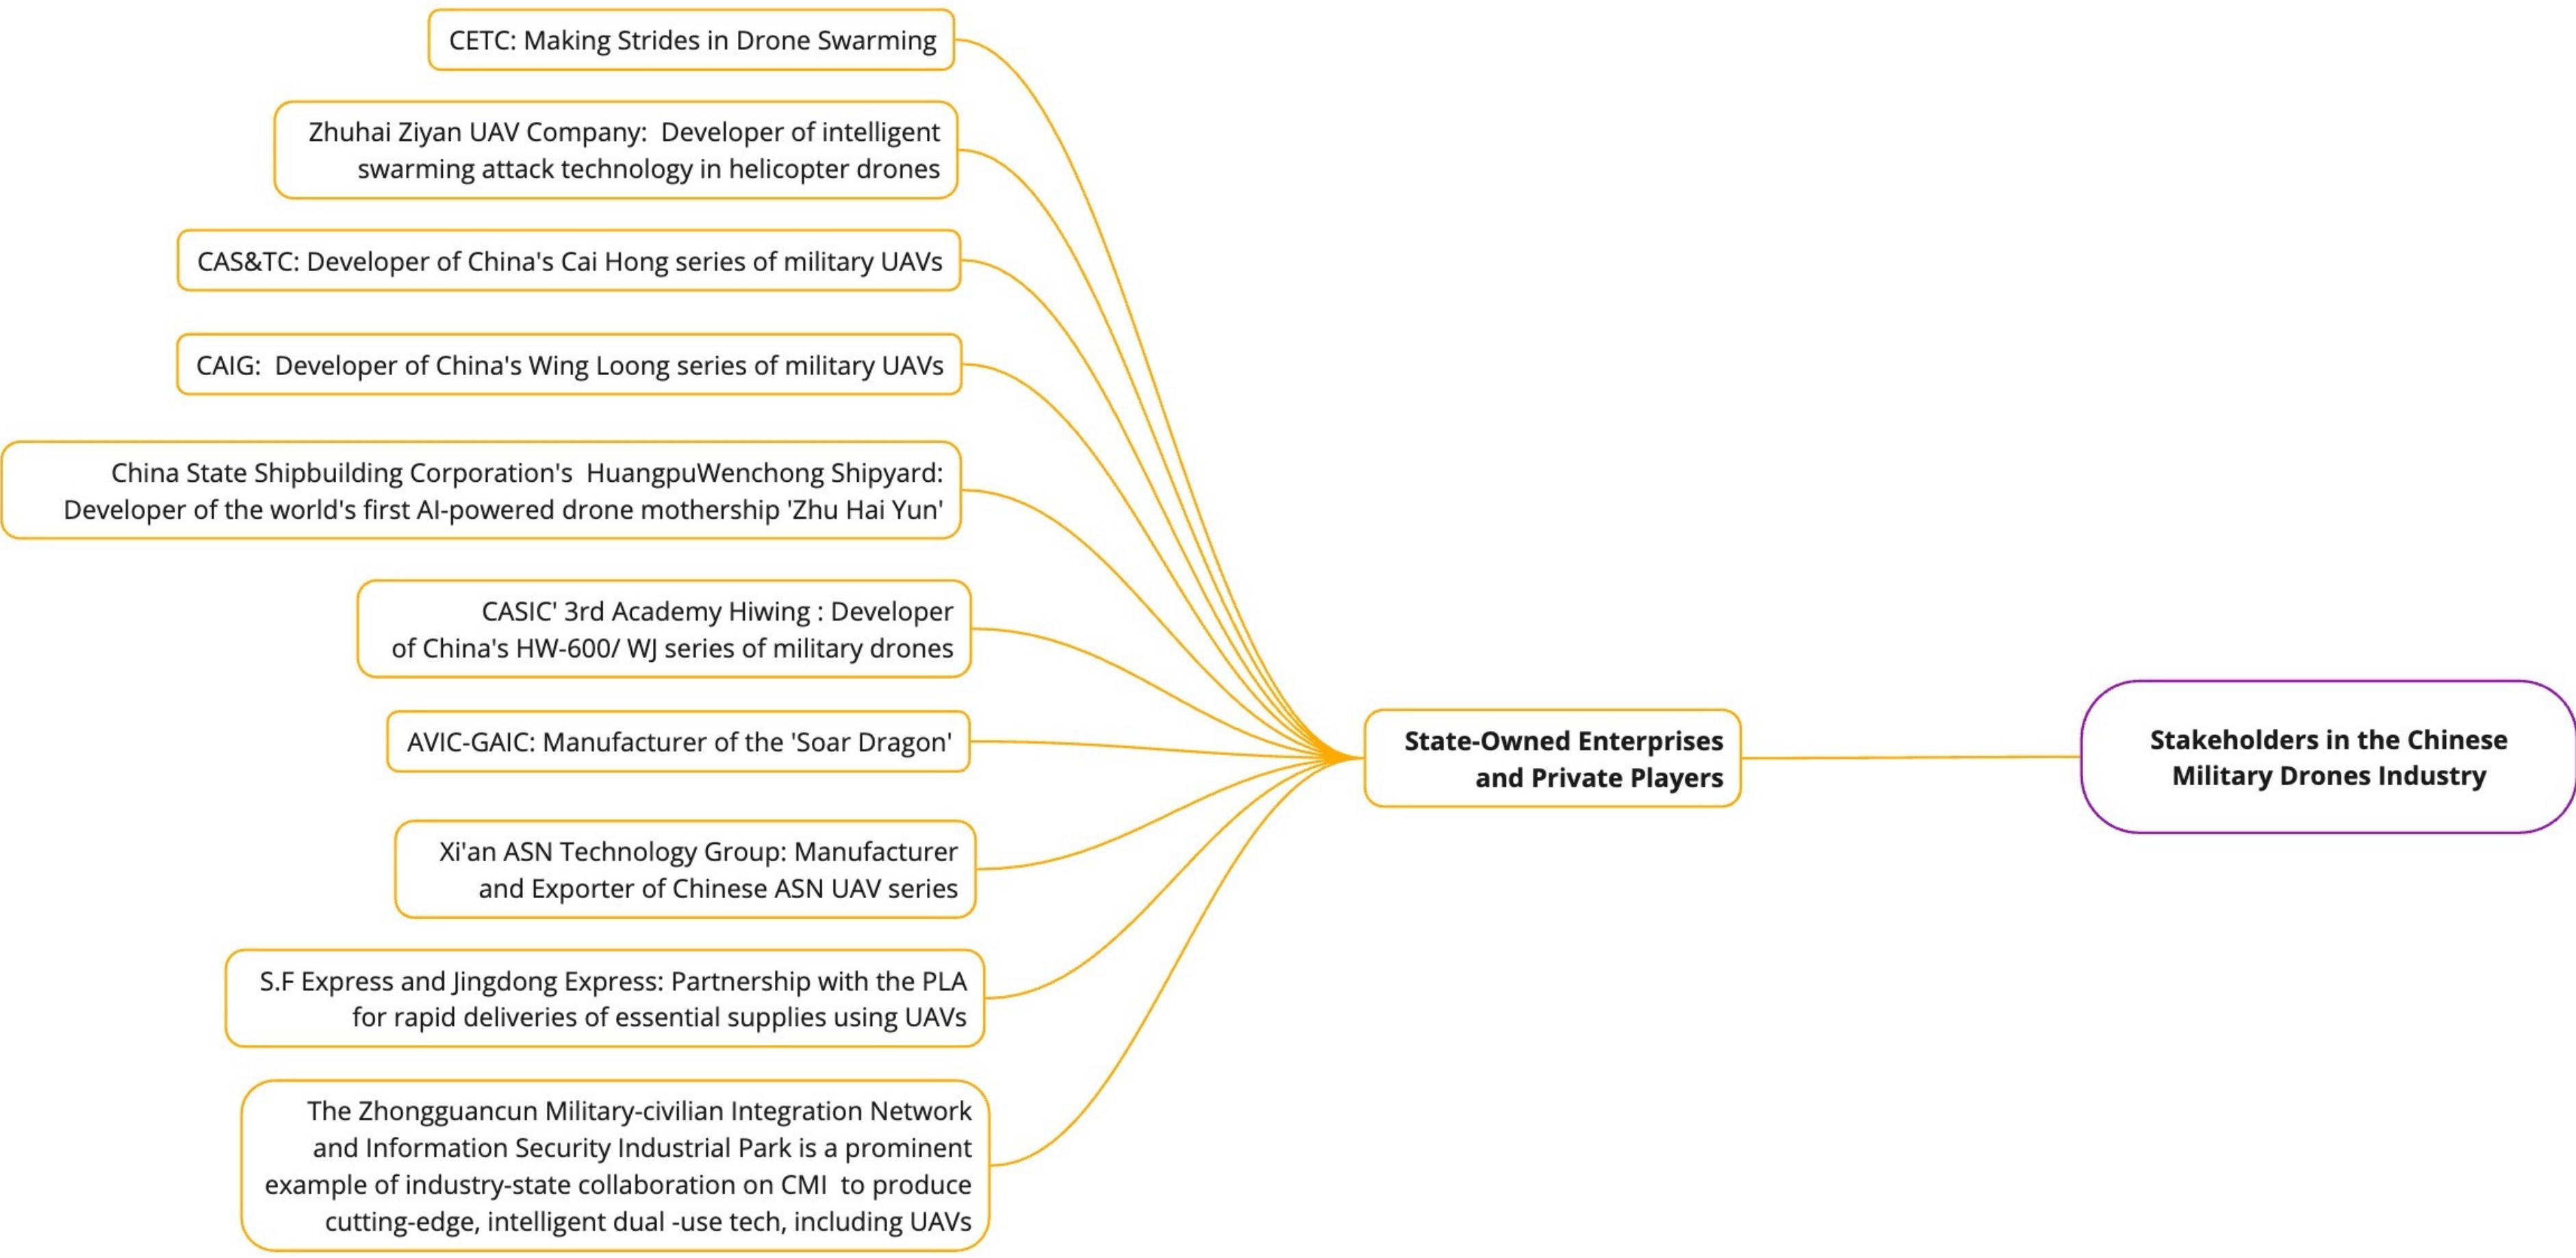 CETC: Making Strides in Drone Swarming
Zhuhai Ziyan UAV Company:  Developer of intelligent
swarming attack technology in helicopter drones
CAS&TC: Developer of China's Cai Hong series of military UAVs
CAIG:  Developer of China's Wing Loong series of military UAVs
China State Shipbuilding Corporation's  HuangpuWenchong Shipyard:
Developer of the world's first AI-powered drone mothership 'Zhu Hai Yun'
CASIC' 3rd Academy Hiwing : Developer
of China's HW-600/ WJ series of military drones
AVIC-GAIC: Manufacturer of the 'Soar Dragon'
Xi'an ASN Technology Group: Manufacturer
and Exporter of Chinese ASN UAV series
S.F Express and Jingdong Express: Partnership with the PLA
for rapid deliveries of essential supplies using UAVs
The Zhongguancun Military-civilian Integration Network
and Information Security Industrial Park is a prominent
example of industry-state collaboration on CMI  to produce
cutting-edge, intelligent dual -use tech, including UAVs
State-Owned Enterprises
and Private Players
Stakeholders in the Chinese
Military Drones Industry